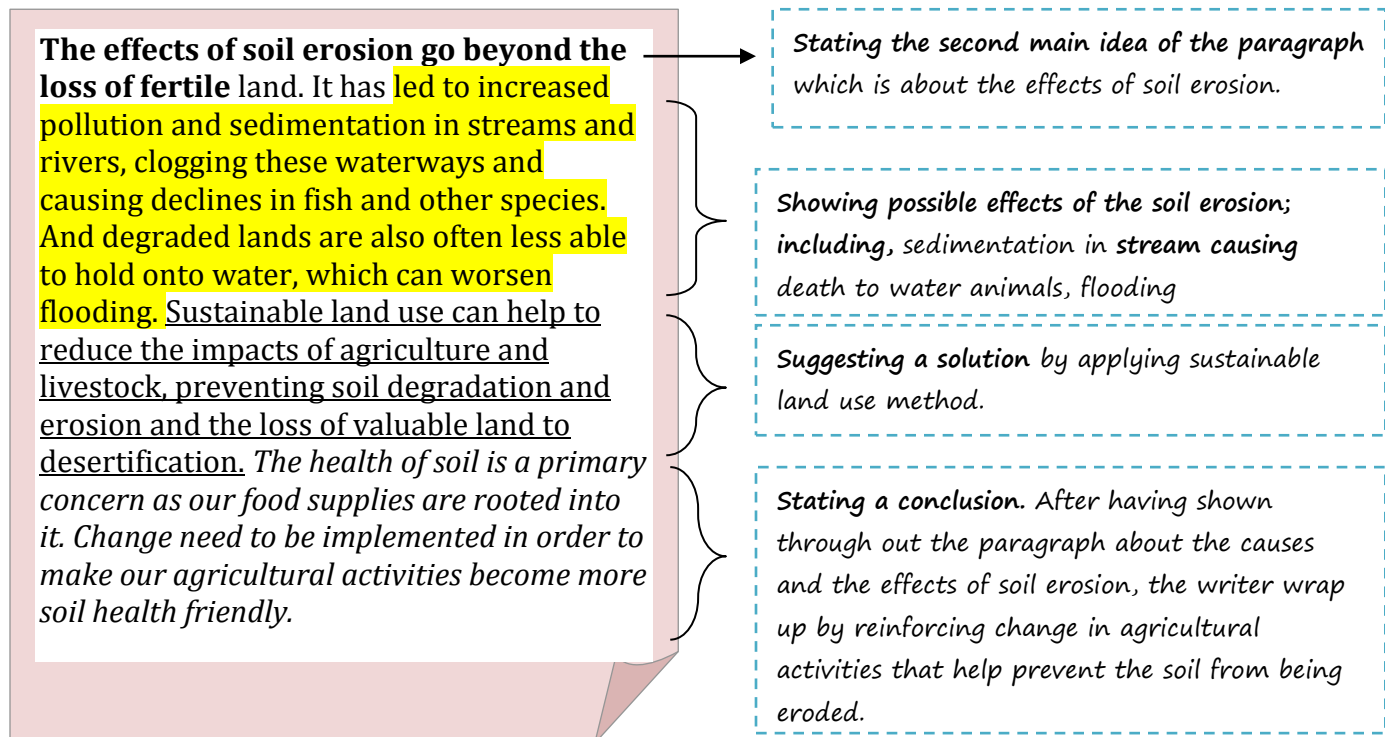 The effects of soil erosion go beyond the
loss of fertile land. It has led to increased
pollution and sedimentation in streams and
rivers, clogging these waterways and
causing declines in fish and other species.
And degraded lands are also often less able
to hold onto water, which can worsen
flooding. Sustainable land use can help to
reduce the impacts of agriculture and
livestock, preventing soil degradation and
erosion and the loss of valuable land to
desertification. The health of soil is a primary
concern as our food supplies are rooted into
it. Change need to be implemented in order to
make our agricultural activities become more
soil health friendly.
Stating the second main idea of the paragraph
which is about the effects of soil erosion.
Showing possible effects of the soil erosion;
including, sedimentation in stream causing
death to water animals, flooding
Suggesting a solution by applying sustainable
land use method.
Stating a conclusion. After having shown
through out the paragraph about the causes
and the effects of soil erosion, the writer wrap
up by reinforcing change in agricultural
activities that help prevent the soil from being
eroded.